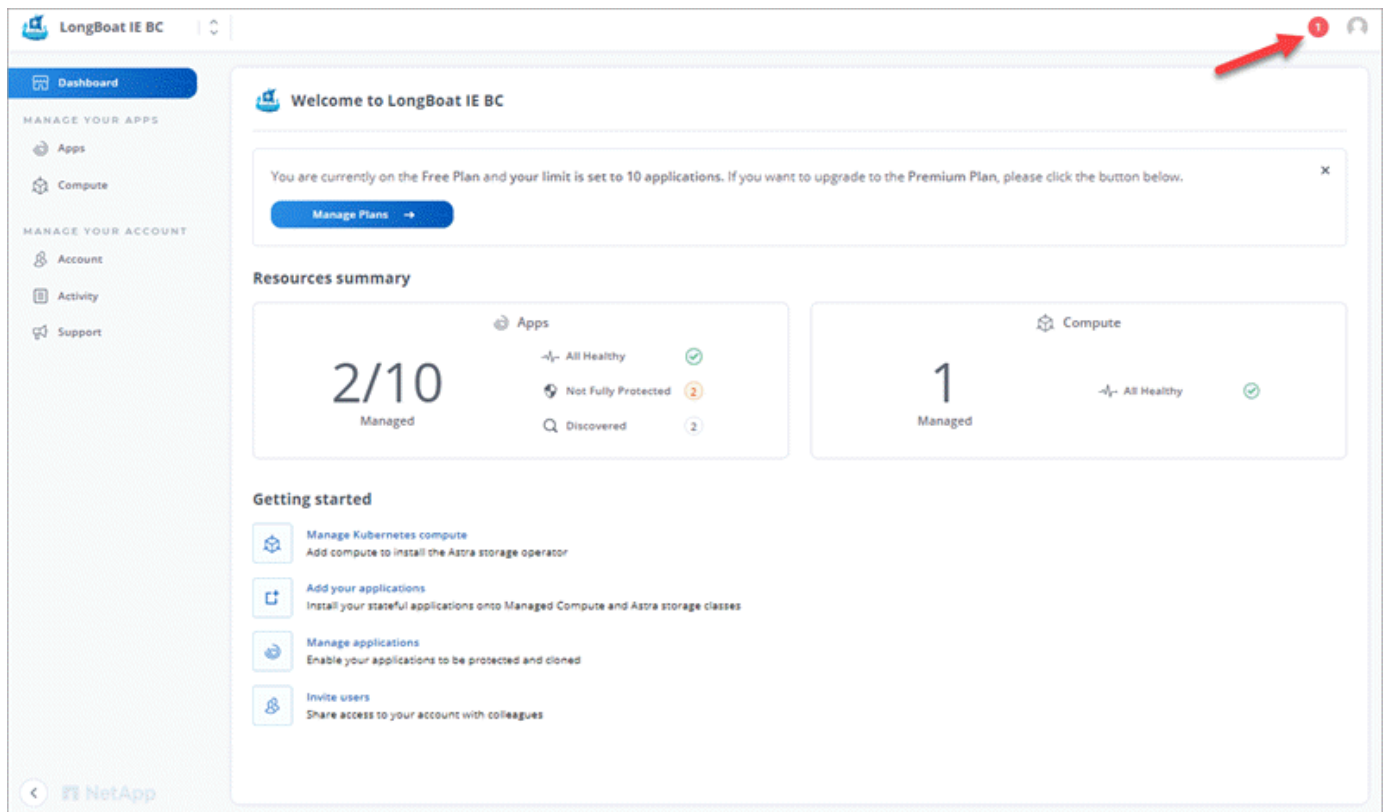 LongBoat IE BC
1
Dashboard
MANAGE YOUR APPS
Apps
Compute
MANAGE YOUR ACCOUNT
Account
Activity
Support
NetApp
Welcome to LongBoat IE BC
You are currently on the Free Plan and your limit is set to 10 applications. If you want to upgrade to the Premium Plan, please click the button below.
Manage Plans
Resources summary
Apps
2/10
Managed
All Healthy
Not Fully Protected 2
Discovered 2
Compute
1
Managed
All Healthy
Getting started
Manage Kubernetes compute
Add compute to install the Astra storage operator
Add your applications
Install your stateful applications onto Managed Compute and Astra storage classes
Manage applications
Enable your applications to be protected and cloned
Invite users
Share access to your account with colleagues